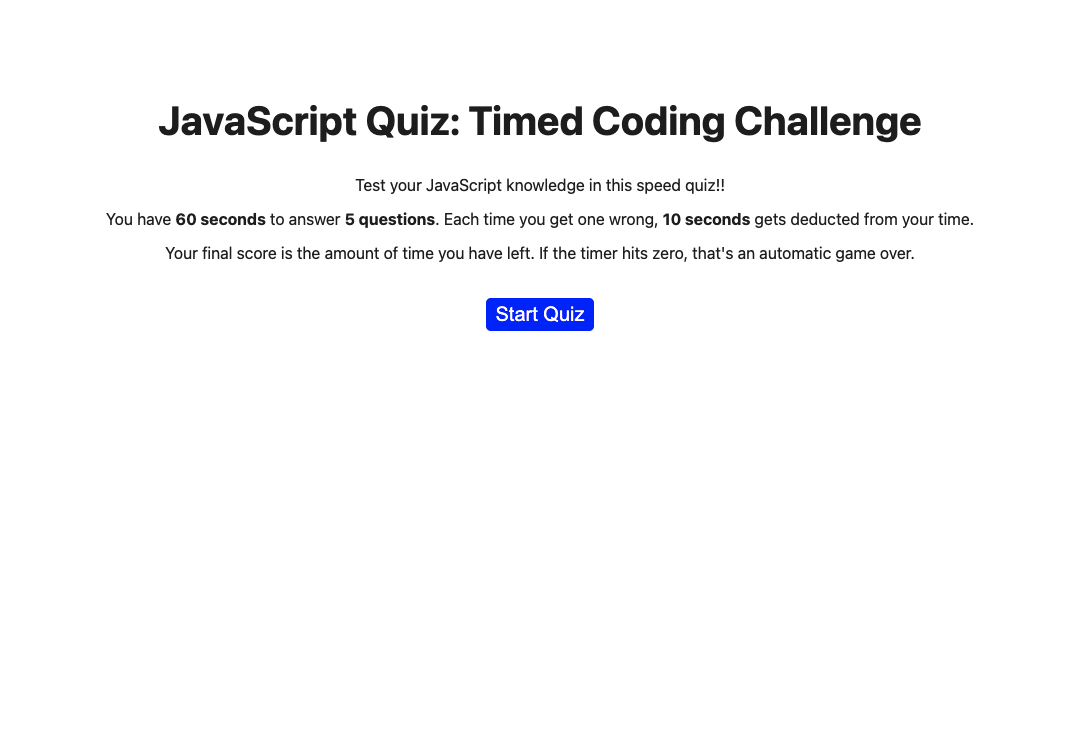 JavaScript Quiz: Timed Coding Challenge
Test your JavaScript knowledge in this speed quiz!!
You have 60 seconds to answer 5 questions. Each time you get one wrong, 10 seconds gets deducted from your time.
Your final score is the amount of time you have left. If the timer hits zero, that's an automatic game over.
Start Quiz